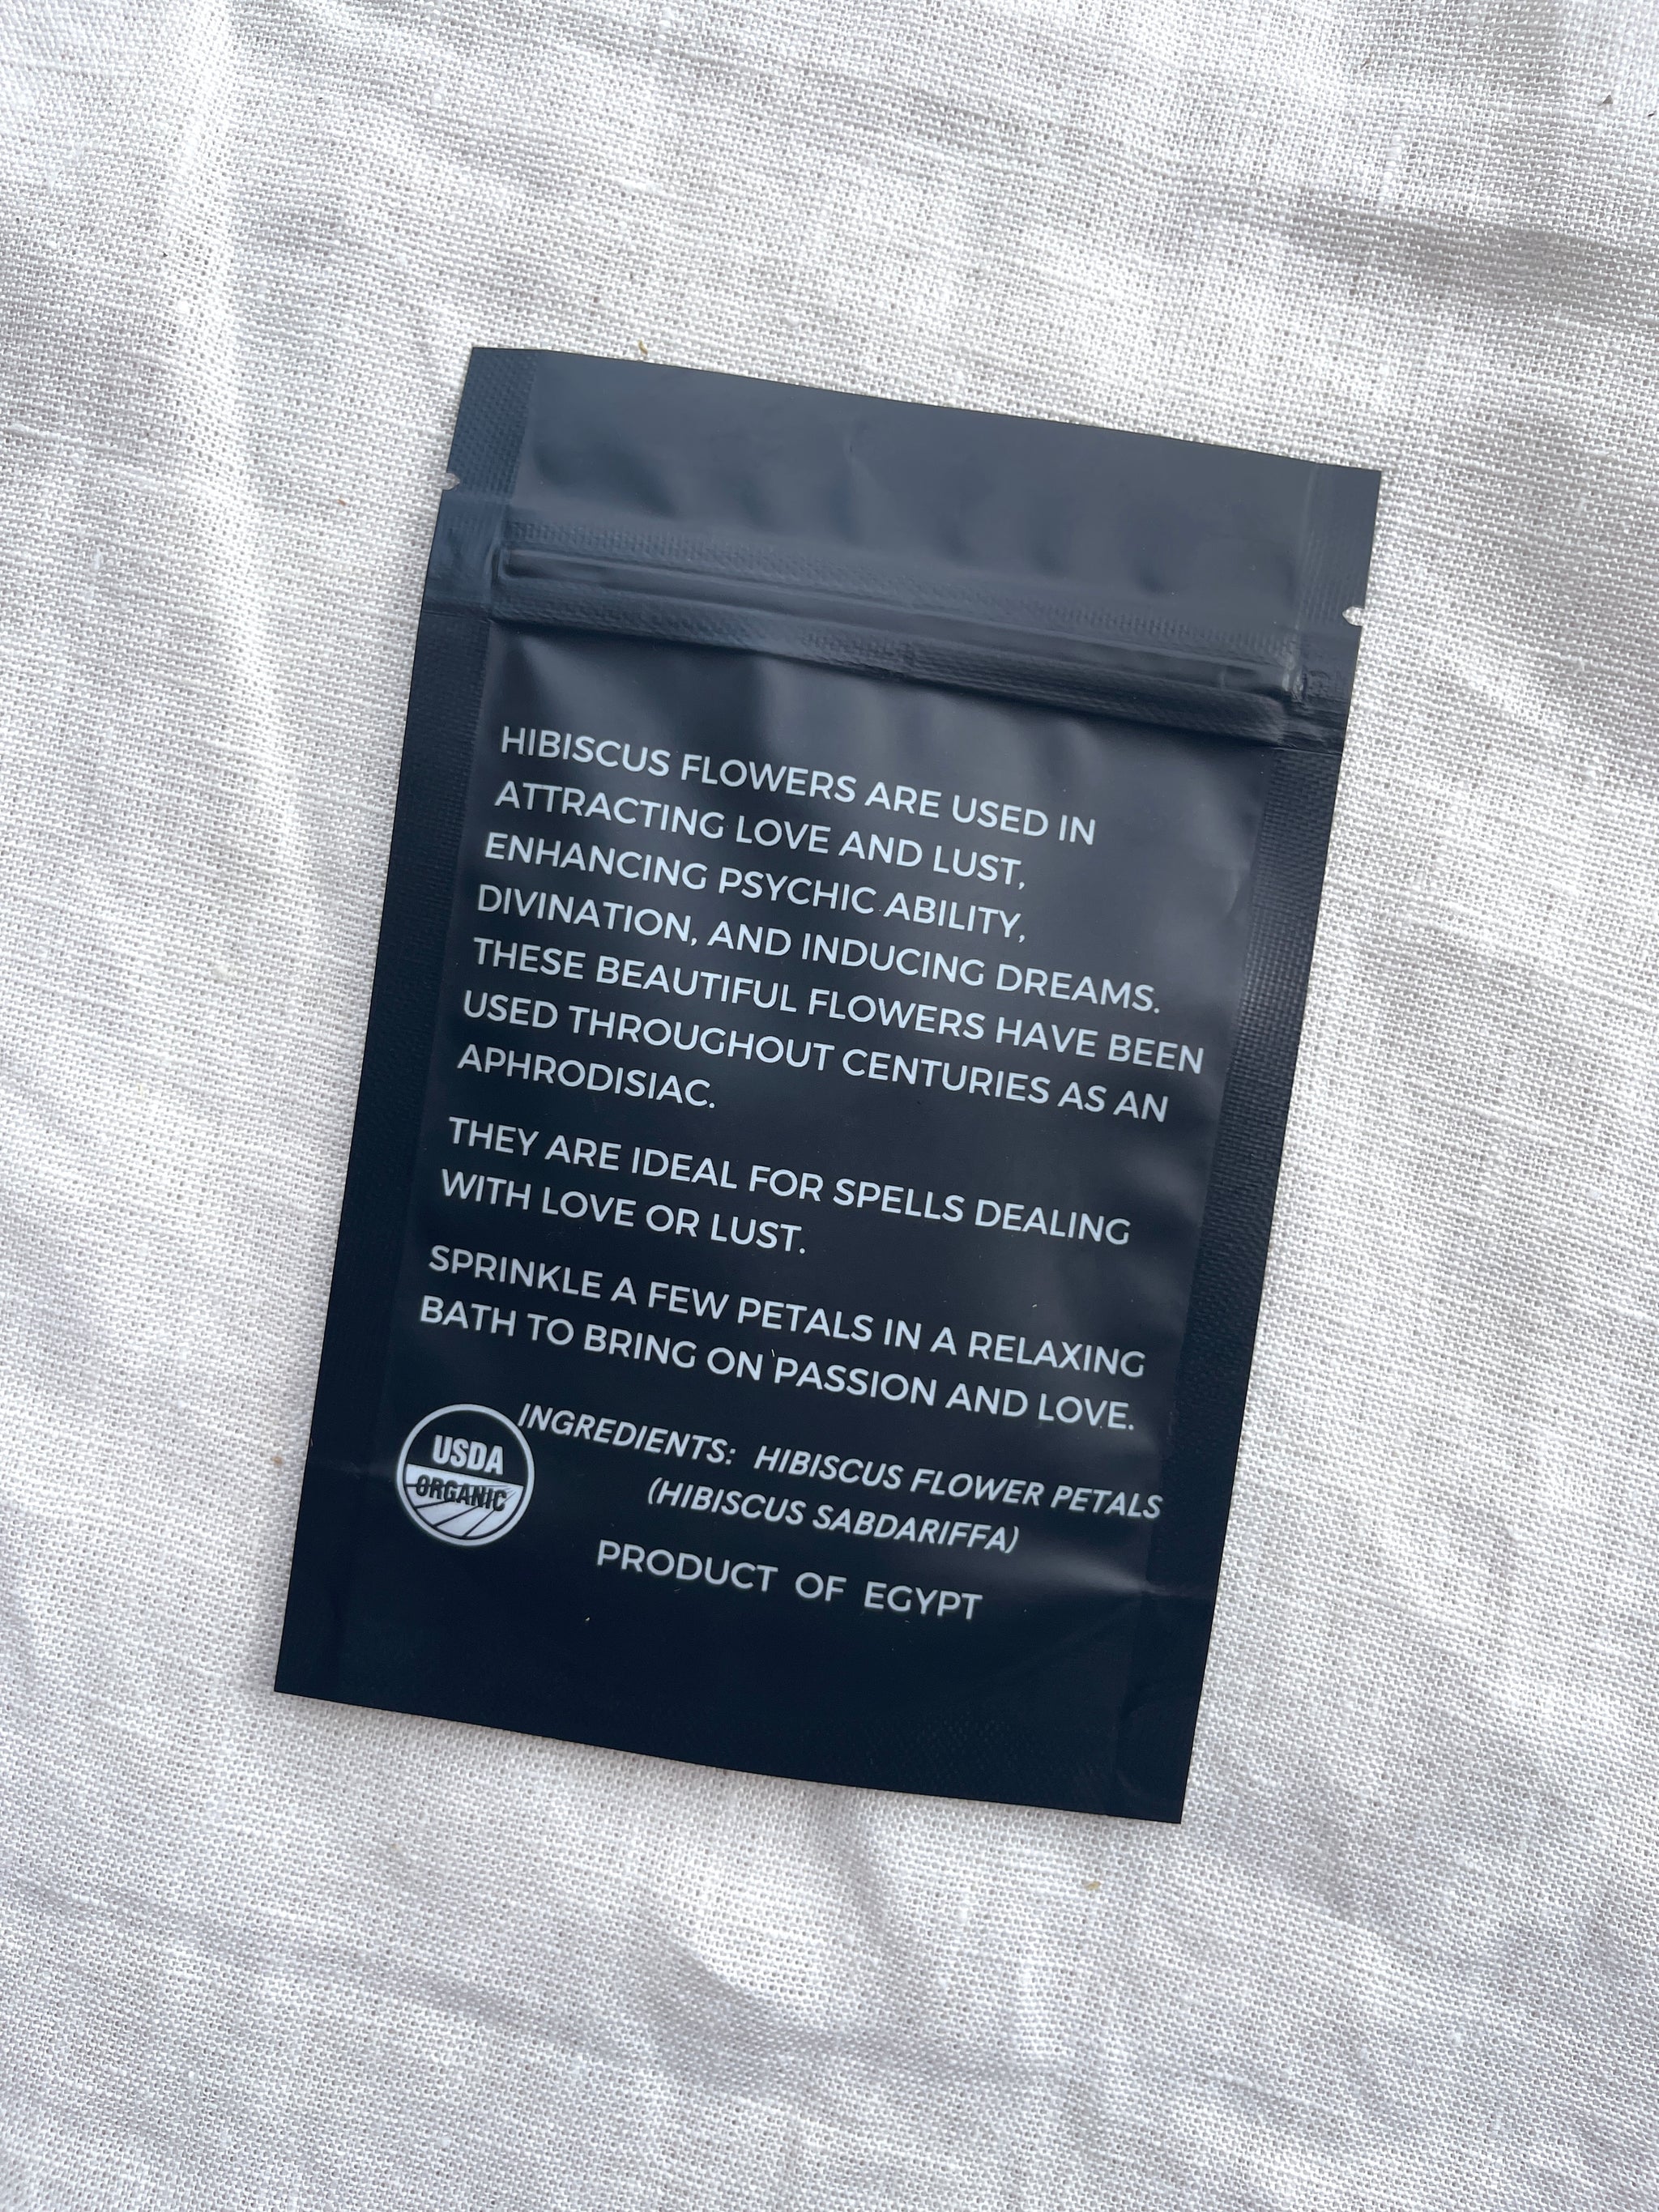 HIBISCUS FLOWERS ARE USED IN
ATTRACTING LOVE AND LUST,
ENHANCING PSYCHIC ABILITY,
DIVINATION, AND INDUCING DREAMS.
THESE BEAUTIFUL FLOWERS HAVE BEEN
USED THROUGHOUT CENTURIES AS AN
APHRODISIAC.
THEY ARE IDEAL FOR SPELLS DEALING
WITH LOVE OR LUST.
SPRINKLE A FEW PETALS IN A RELAXING
BATH TO BRING ON PASSION AND LOVE.
INGREDIENTS: HIBISCUS FLOWER PETALS
(HIBISCUS SABDARIFFA)
USDA
ORGANIC
PRODUCT OF EGYPT